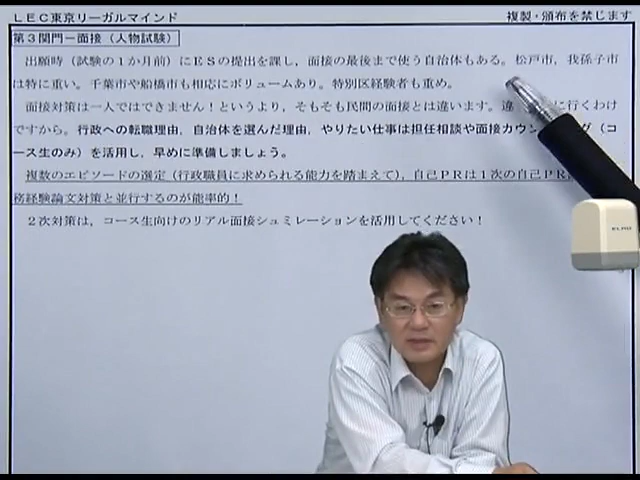 LEC東京リーガルマインド
複製・頒布を禁じます
第3関門-面接(人物試験)
出願時(試験の1か月前)にESの提出を課し,面接の最後まで使う自治体もある。松戸市,我孫子市
は特に重い。千葉市や船橋市も相応にボリュームあり。特別区経験者も重め。
面接対策は一人ではできません!というより,そもそも民間の面接とは違います。違 に行くわけ
ですから。行政への転職理由,自治体を選んだ理由,やりたい仕事は担任相談や面接カウン グ(コ
ース生のみ)を活用し,早めに準備しましょう。
複数のエピソードの選定(行政職員に求められる能力を踏まえて),自己PRは1次の自己PR
務経験論文対策と並行するのが能率的!
2次対策は,コース生向けのリアル面接シュミレーションを活用してください!
ELMO